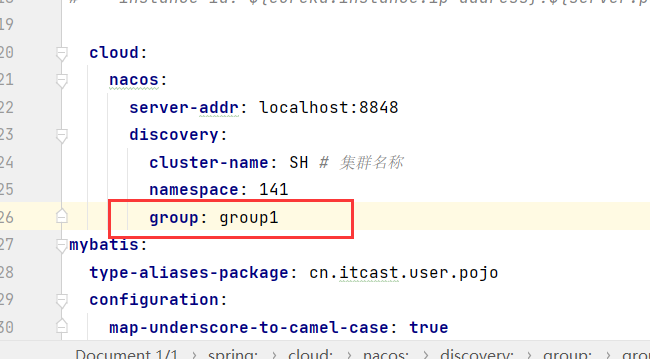 # instance-id: ${eureka.instance.ip-address}:${server.p
19
20 cloud:
21 nacos:
22 server-addr: localhost:8848
23 discovery:
24 cluster-name: SH # 集群名称
25 namespace: 141
26 group: group1
27 mybatis:
28 type-aliases-package: cn.itcast.user.pojo
29 configuration:
30 map-underscore-to-camel-case: true
Document 1/1 › spring: › cloud: › nacos: › discovery: › group: › grou